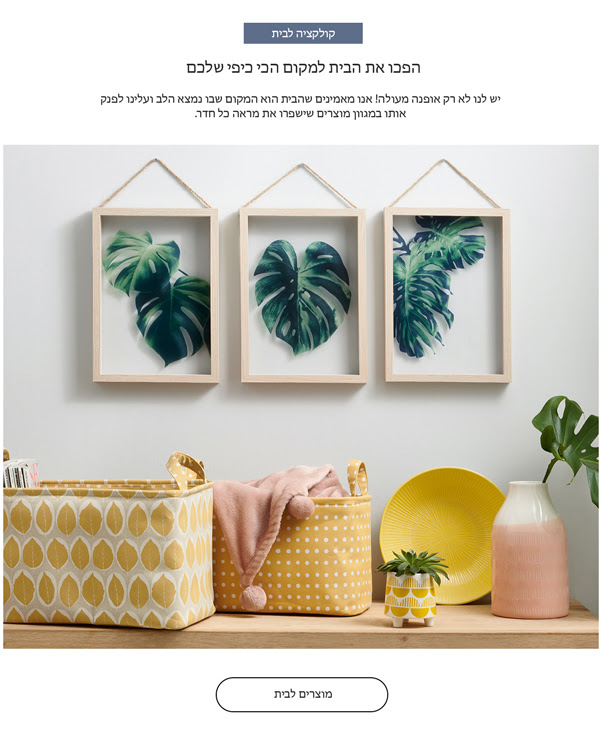 קולקציה לבית
הפכו את הבית למקום הכי כיפי שלכם
יש לנו לא רק אופנה מעולה! אנו מאמינים שהבית הוא המקום שבו נמצא הלב ועלינו לפנק
אותו במגוון מוצרים שישפרו את מראה כל חדר.
מוצרים לבית